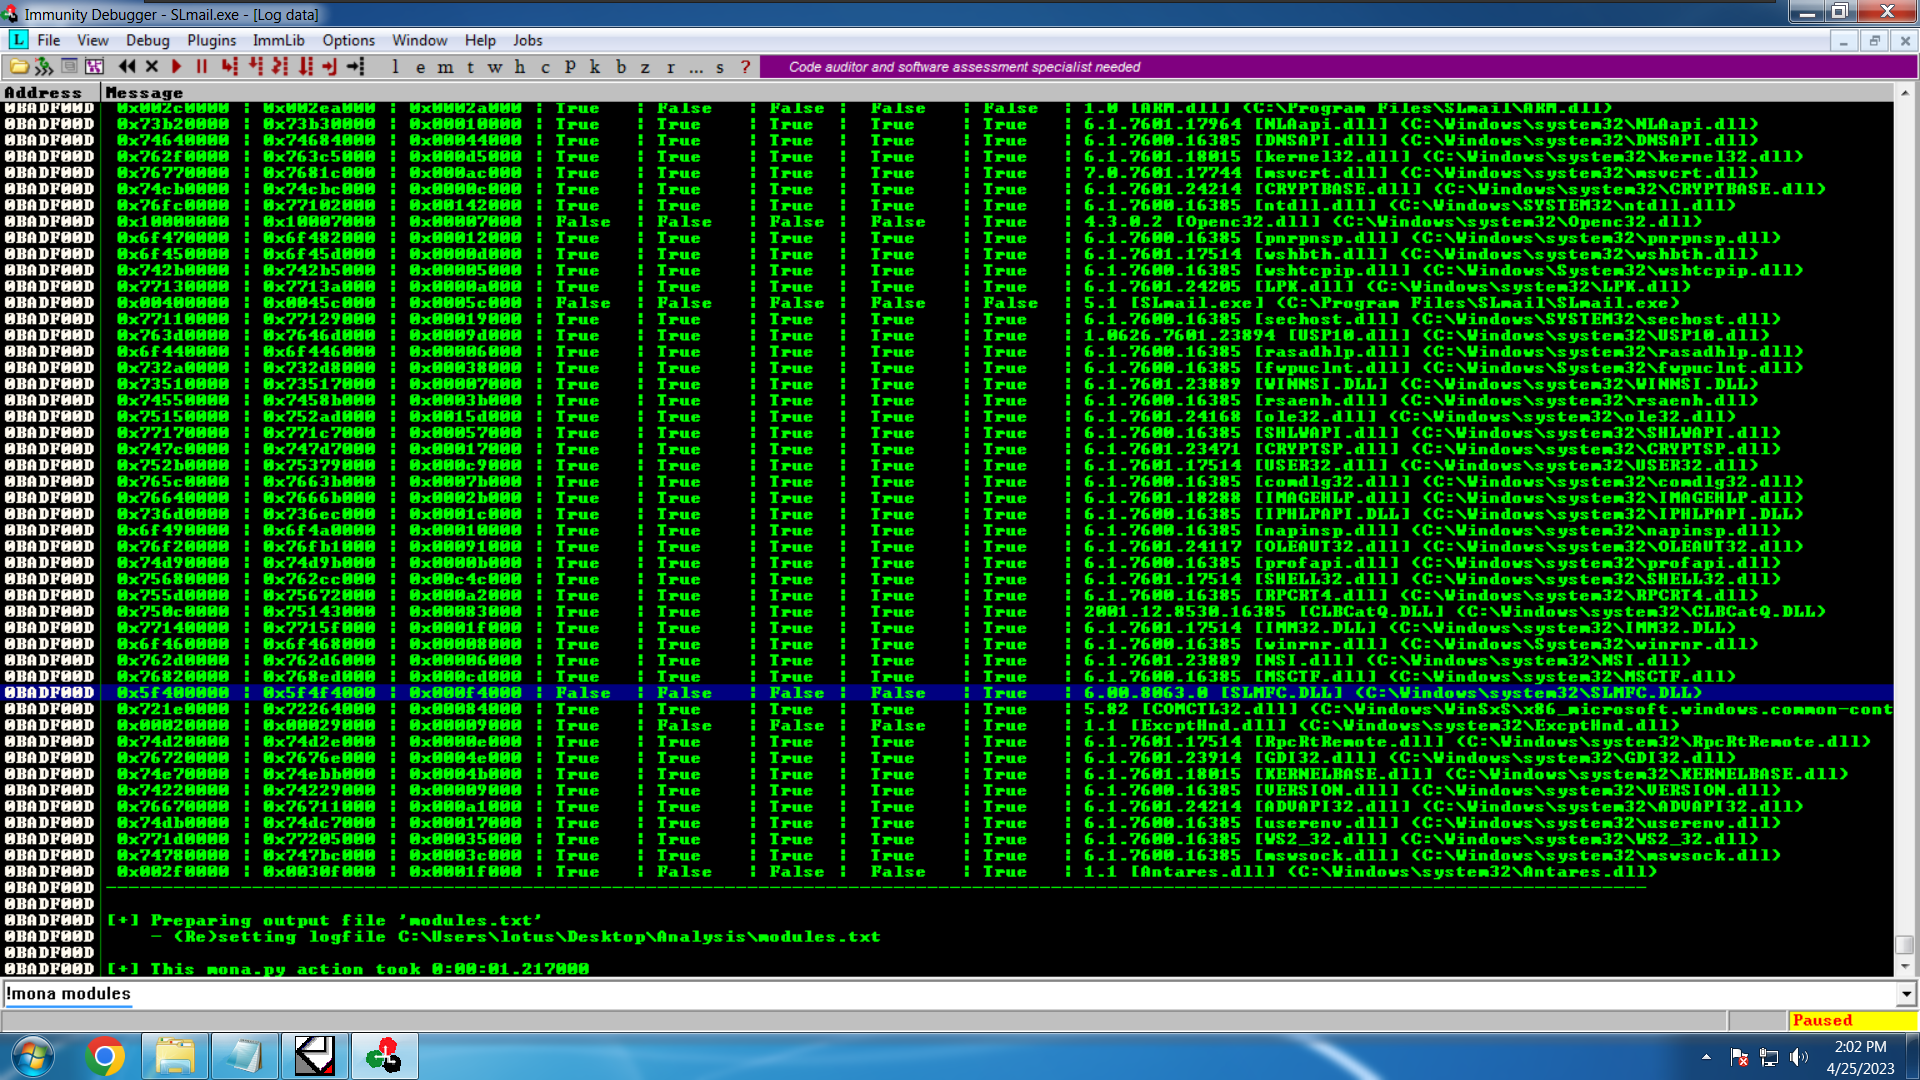 Immunity Debugger - SLmail.exe - [Log data]
L File View Debug Plugins ImmLib Options Window Help Jobs
l e m t w h c P k b z r ... s ? Code auditor and software assessment specialist needed
Address Message
0BADF00D 0x002c0000 | 0x002ea000 | 0x0002a000 | True | False | False | False | False | 1.0 [ARM.dll] (C:\Program Files\SLmail\ARM.dll)
0BADF00D 0x73b20000 | 0x73b30000 | 0x00010000 | True | True | True | True | True | 6.1.7601.17964 [NLAapi.dll] (C:\Windows\system32\NLAapi.dll)
0BADF00D 0x74640000 | 0x74684000 | 0x00044000 | True | True | True | True | True | 6.1.7600.16385 [DNSAPI.dll] (C:\Windows\system32\DNSAPI.dll)
0BADF00D 0x762f0000 | 0x763c5000 | 0x000d5000 | True | True | True | True | True | 6.1.7601.18015 [kernel32.dll] (C:\Windows\system32\kernel32.dll)
0BADF00D 0x76770000 | 0x7681c000 | 0x000ac000 | True | True | True | True | True | 7.0.7601.17744 [msvcrt.dll] (C:\Windows\system32\msvcrt.dll)
0BADF00D 0x74cb0000 | 0x74cbc000 | 0x0000c000 | True | True | True | True | True | 6.1.7601.24214 [CRYPTBASE.dll] (C:\Windows\system32\CRYPTBASE.dll)
0BADF00D 0x76fc0000 | 0x77102000 | 0x00142000 | True | True | True | True | True | 6.1.7600.16385 [ntdll.dll] (C:\Windows\SYSTEM32\ntdll.dll)
0BADF00D 0x10000000 | 0x10007000 | 0x00007000 | False | False | False | False | True | 4.3.0.2 [Openc32.dll] (C:\Windows\system32\Openc32.dll)
0BADF00D 0x6f470000 | 0x6f482000 | 0x00012000 | True | True | True | True | True | 6.1.7600.16385 [pnrpnsp.dll] (C:\Windows\system32\pnrpnsp.dll)
0BADF00D 0x6f450000 | 0x6f45d000 | 0x0000d000 | True | True | True | True | True | 6.1.7601.17514 [wshbth.dll] (C:\Windows\system32\wshbth.dll)
0BADF00D 0x742b0000 | 0x742b5000 | 0x00005000 | True | True | True | True | True | 6.1.7600.16385 [wshtcpip.dll] (C:\Windows\System32\wshtcpip.dll)
0BADF00D 0x77130000 | 0x7713a000 | 0x0000a000 | True | True | True | True | True | 6.1.7601.24205 [LPK.dll] (C:\Windows\system32\LPK.dll)
0BADF00D 0x00400000 | 0x0045c000 | 0x0005c000 | False | False | False | False | False | 5.1 [SLmail.exe] (C:\Program Files\SLmail\SLmail.exe)
0BADF00D 0x77110000 | 0x77129000 | 0x00019000 | True | True | True | True | True | 6.1.7600.16385 [sechost.dll] (C:\Windows\SYSTEM32\sechost.dll)
0BADF00D 0x763d0000 | 0x7646d000 | 0x0009d000 | True | True | True | True | True | 1.0626.7601.23894 [USP10.dll] (C:\Windows\system32\USP10.dll)
0BADF00D 0x6f440000 | 0x6f446000 | 0x00006000 | True | True | True | True | True | 6.1.7600.16385 [rasadhlp.dll] (C:\Windows\system32\rasadhlp.dll)
0BADF00D 0x732a0000 | 0x732d8000 | 0x00038000 | True | True | True | True | True | 6.1.7600.16385 [fwpuclnt.dll] (C:\Windows\System32\fwpuclnt.dll)
0BADF00D 0x73510000 | 0x73517000 | 0x00007000 | True | True | True | True | True | 6.1.7601.23889 [WINNSI.DLL] (C:\Windows\system32\WINNSI.DLL)
0BADF00D 0x74550000 | 0x7458b000 | 0x0003b000 | True | True | True | True | True | 6.1.7600.16385 [rsaenh.dll] (C:\Windows\system32\rsaenh.dll)
0BADF00D 0x75150000 | 0x752ad000 | 0x0015d000 | True | True | True | True | True | 6.1.7601.24168 [ole32.dll] (C:\Windows\system32\ole32.dll)
0BADF00D 0x77170000 | 0x771c7000 | 0x00057000 | True | True | True | True | True | 6.1.7600.16385 [SHLWAPI.dll] (C:\Windows\system32\SHLWAPI.dll)
0BADF00D 0x747c0000 | 0x747d7000 | 0x00017000 | True | True | True | True | True | 6.1.7601.23471 [CRYPTSP.dll] (C:\Windows\system32\CRYPTSP.dll)
0BADF00D 0x752b0000 | 0x75379000 | 0x000c9000 | True | True | True | True | True | 6.1.7601.17514 [USER32.dll] (C:\Windows\system32\USER32.dll)
0BADF00D 0x765c0000 | 0x7663b000 | 0x0007b000 | True | True | True | True | True | 6.1.7600.16385 [comdlg32.dll] (C:\Windows\system32\comdlg32.dll)
0BADF00D 0x76640000 | 0x7666b000 | 0x0002b000 | True | True | True | True | True | 6.1.7601.18288 [IMAGEHLP.dll] (C:\Windows\system32\IMAGEHLP.dll)
0BADF00D 0x736d0000 | 0x736ec000 | 0x0001c000 | True | True | True | True | True | 6.1.7600.16385 [IPHLPAPI.DLL] (C:\Windows\system32\IPHLPAPI.DLL)
0BADF00D 0x6f490000 | 0x6f4a0000 | 0x00010000 | True | True | True | True | True | 6.1.7600.16385 [napinsp.dll] (C:\Windows\system32\napinsp.dll)
0BADF00D 0x76f20000 | 0x76fb1000 | 0x00091000 | True | True | True | True | True | 6.1.7601.24117 [OLEAUT32.dll] (C:\Windows\system32\OLEAUT32.dll)
0BADF00D 0x74d90000 | 0x74d9b000 | 0x0000b000 | True | True | True | True | True | 6.1.7600.16385 [profapi.dll] (C:\Windows\system32\profapi.dll)
0BADF00D 0x75680000 | 0x762cc000 | 0x00c4c000 | True | True | True | True | True | 6.1.7601.17514 [SHELL32.dll] (C:\Windows\system32\SHELL32.dll)
0BADF00D 0x755d0000 | 0x75672000 | 0x000a2000 | True | True | True | True | True | 6.1.7600.16385 [RPCRT4.dll] (C:\Windows\system32\RPCRT4.dll)
0BADF00D 0x750c0000 | 0x75143000 | 0x00083000 | True | True | True | True | True | 2001.12.8530.16385 [CLBCatQ.DLL] (C:\Windows\system32\CLBCatQ.DLL)
0BADF00D 0x77140000 | 0x7715f000 | 0x0001f000 | True | True | True | True | True | 6.1.7601.17514 [IMM32.DLL] (C:\Windows\system32\IMM32.DLL)
0BADF00D 0x6f460000 | 0x6f468000 | 0x00008000 | True | True | True | True | True | 6.1.7600.16385 [winrnr.dll] (C:\Windows\System32\winrnr.dll)
0BADF00D 0x762d0000 | 0x762d6000 | 0x00006000 | True | True | True | True | True | 6.1.7601.23889 [NSI.dll] (C:\Windows\system32\NSI.dll)
0BADF00D 0x76820000 | 0x768ed000 | 0x000cd000 | True | True | True | True | True | 6.1.7600.16385 [MSCTF.dll] (C:\Windows\system32\MSCTF.dll)
0BADF00D 0x5f400000 | 0x5f4f4000 | 0x000f4000 | False | False | False | False | True | 6.00.8063.0 [SLMFC.DLL] (C:\Windows\system32\SLMFC.DLL)
0BADF00D 0x721e0000 | 0x72264000 | 0x00084000 | True | True | True | True | True | 5.82 [COMCTL32.dll] (C:\Windows\WinSxS\x86_microsoft.windows.common-cont
0BADF00D 0x00020000 | 0x00029000 | 0x00009000 | True | False | False | False | True | 1.1 [ExcptHnd.dll] (C:\Windows\system32\ExcptHnd.dll)
0BADF00D 0x74d20000 | 0x74d2e000 | 0x0000e000 | True | True | True | True | True | 6.1.7601.17514 [RpcRtRemote.dll] (C:\Windows\system32\RpcRtRemote.dll)
0BADF00D 0x76720000 | 0x7676e000 | 0x0004e000 | True | True | True | True | True | 6.1.7601.23914 [GDI32.dll] (C:\Windows\system32\GDI32.dll)
0BADF00D 0x74e70000 | 0x74ebb000 | 0x0004b000 | True | True | True | True | True | 6.1.7601.18015 [KERNELBASE.dll] (C:\Windows\system32\KERNELBASE.dll)
0BADF00D 0x74220000 | 0x74229000 | 0x00009000 | True | True | True | True | True | 6.1.7600.16385 [VERSION.dll] (C:\Windows\system32\VERSION.dll)
0BADF00D 0x76670000 | 0x76711000 | 0x000a1000 | True | True | True | True | True | 6.1.7601.24214 [ADVAPI32.dll] (C:\Windows\system32\ADVAPI32.dll)
0BADF00D 0x74db0000 | 0x74dc7000 | 0x00017000 | True | True | True | True | True | 6.1.7601.16385 [userenv.dll] (C:\Windows\system32\userenv.dll)
0BADF00D 0x771d0000 | 0x77205000 | 0x00035000 | True | True | True | True | True | 6.1.7600.16385 [WS2_32.dll] (C:\Windows\system32\WS2_32.dll)
0BADF00D 0x74780000 | 0x747bc000 | 0x0003c000 | True | True | True | True | True | 6.1.7600.16385 [mswsock.dll] (C:\Windows\system32\mswsock.dll)
0BADF00D 0x002f0000 | 0x0030f000 | 0x0001f000 | True | False | False | False | True | 1.1 [Antares.dll] (C:\Windows\system32\Antares.dll)
0BADF00D
0BADF00D
0BADF00D [+] Preparing output file 'modules.txt'
0BADF00D - (Re)setting logfile C:\Users\lotus\Desktop\Analysis\modules.txt
0BADF00D
0BADF00D [+] This mona.py action took 0:00:01.217000
!mona modules
Paused
2:02 PM
4/25/2023